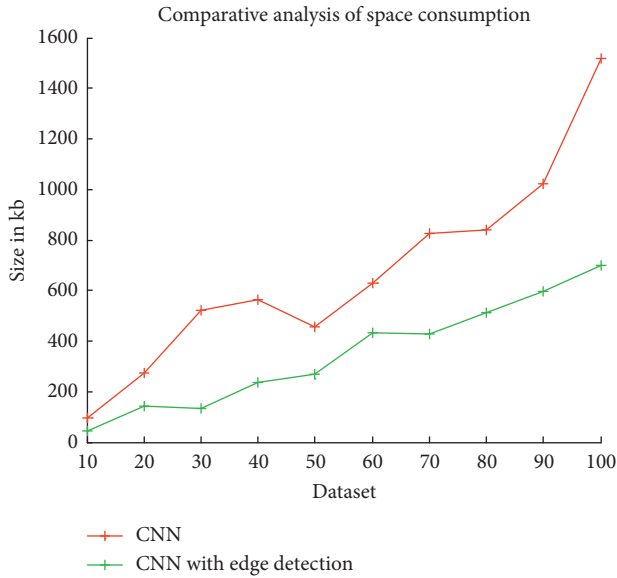 Comparative analysis of space consumption
1600
1400
1200
1000
800
600
400
200
0
Size in kb
10 20 30 40 50 60 70 80 90 100
Dataset
CNN
CNN with edge detection